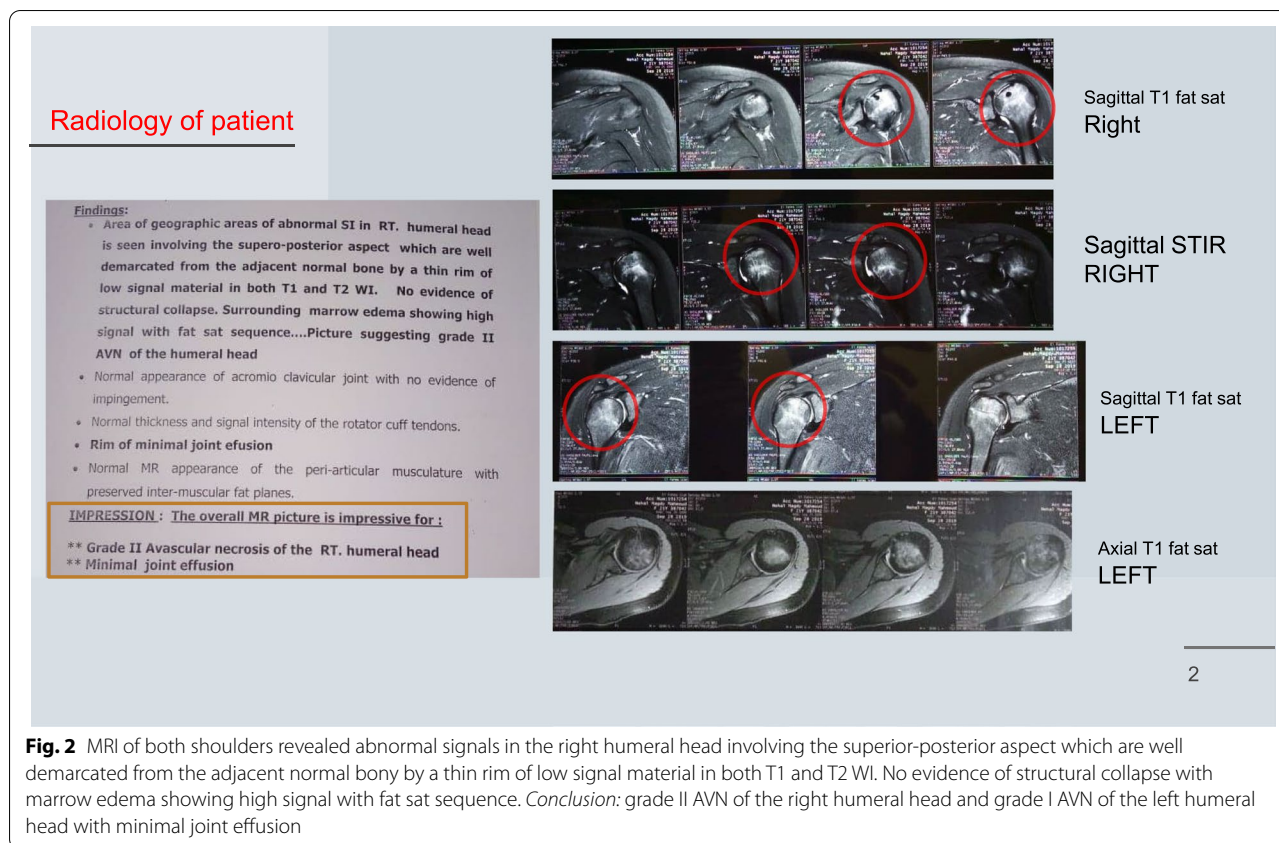 Radiology of patient
Findings:
• Area of geographic areas of abnormal SI in RT. humeral head
is seen involving the supero-posterior aspect which are well
demarcated from the adjacent normal bone by a thin rim of
low signal material in both T1 and T2 WI. No evidence of
structural collapse. Surrounding marrow edema showing high
signal with fat sat sequence....Picture suggesting grade II
AVN of the humeral head
• Normal appearance of acromio clavicular joint with no evidence of
impingement.
• Normal thickness and signal intensity of the rotator cuff tendons.
• Rim of minimal joint efusion
• Normal MR appearance of the peri-articular musculature with
preserved inter-muscular fat planes.
IMPRESSION : The overall MR picture is impressive for :
** Grade II Avascular necrosis of the RT. humeral head
** Minimal joint effusion
Sagittal T1 fat sat
Right
Sagittal STIR
RIGHT
Sagittal T1 fat sat
LEFT
Axial T1 fat sat
LEFT
2
Fig. 2 MRI of both shoulders revealed abnormal signals in the right humeral head involving the superior-posterior aspect which are well
demarcated from the adjacent normal bony by a thin rim of low signal material in both T1 and T2 WI. No evidence of structural collapse with
marrow edema showing high signal with fat sat sequence. Conclusion: grade II AVN of the right humeral head and grade I AVN of the left humeral
head with minimal joint effusion